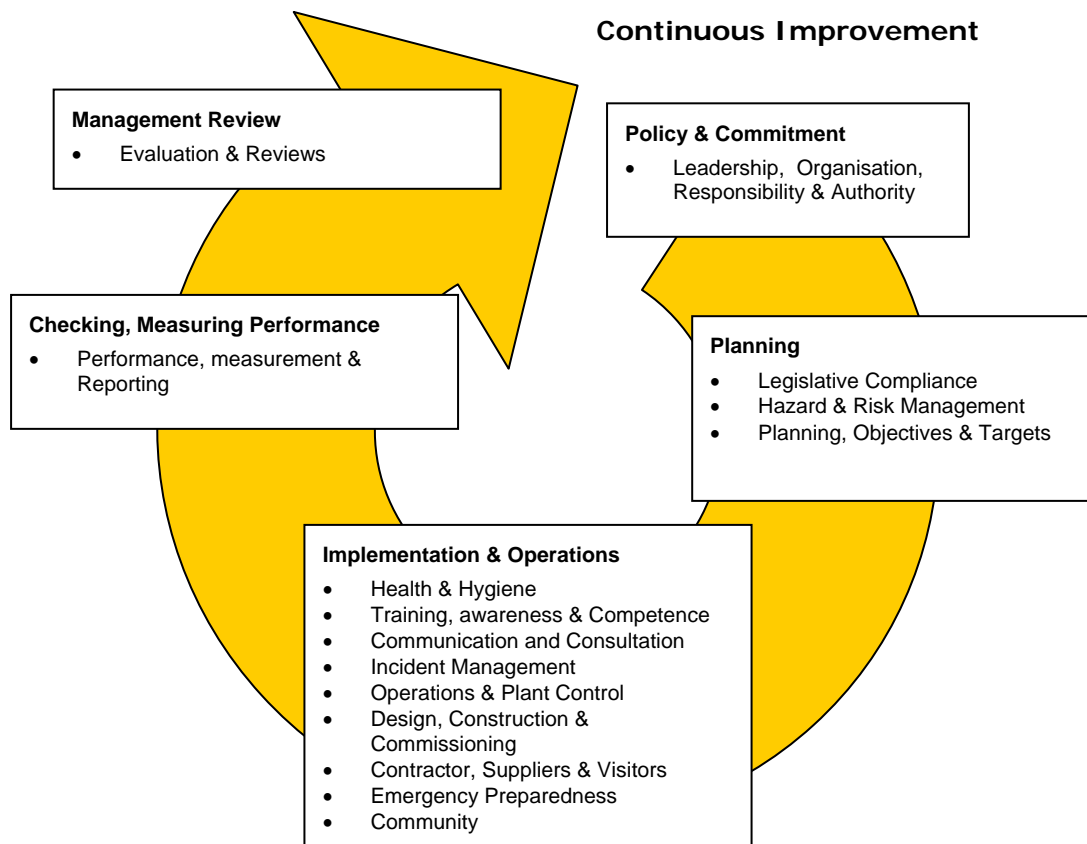 Continuous Improvement
Management Review
• Evaluation & Reviews
Policy & Commitment
• Leadership, Organisation,
Responsibility & Authority
Checking, Measuring Performance
• Performance, measurement &
Reporting
Planning
• Legislative Compliance
• Hazard & Risk Management
• Planning, Objectives & Targets
Implementation & Operations
• Health & Hygiene
• Training, awareness & Competence
• Communication and Consultation
• Incident Management
• Operations & Plant Control
• Design, Construction &
Commissioning
• Contractor, Suppliers & Visitors
• Emergency Preparedness
• Community